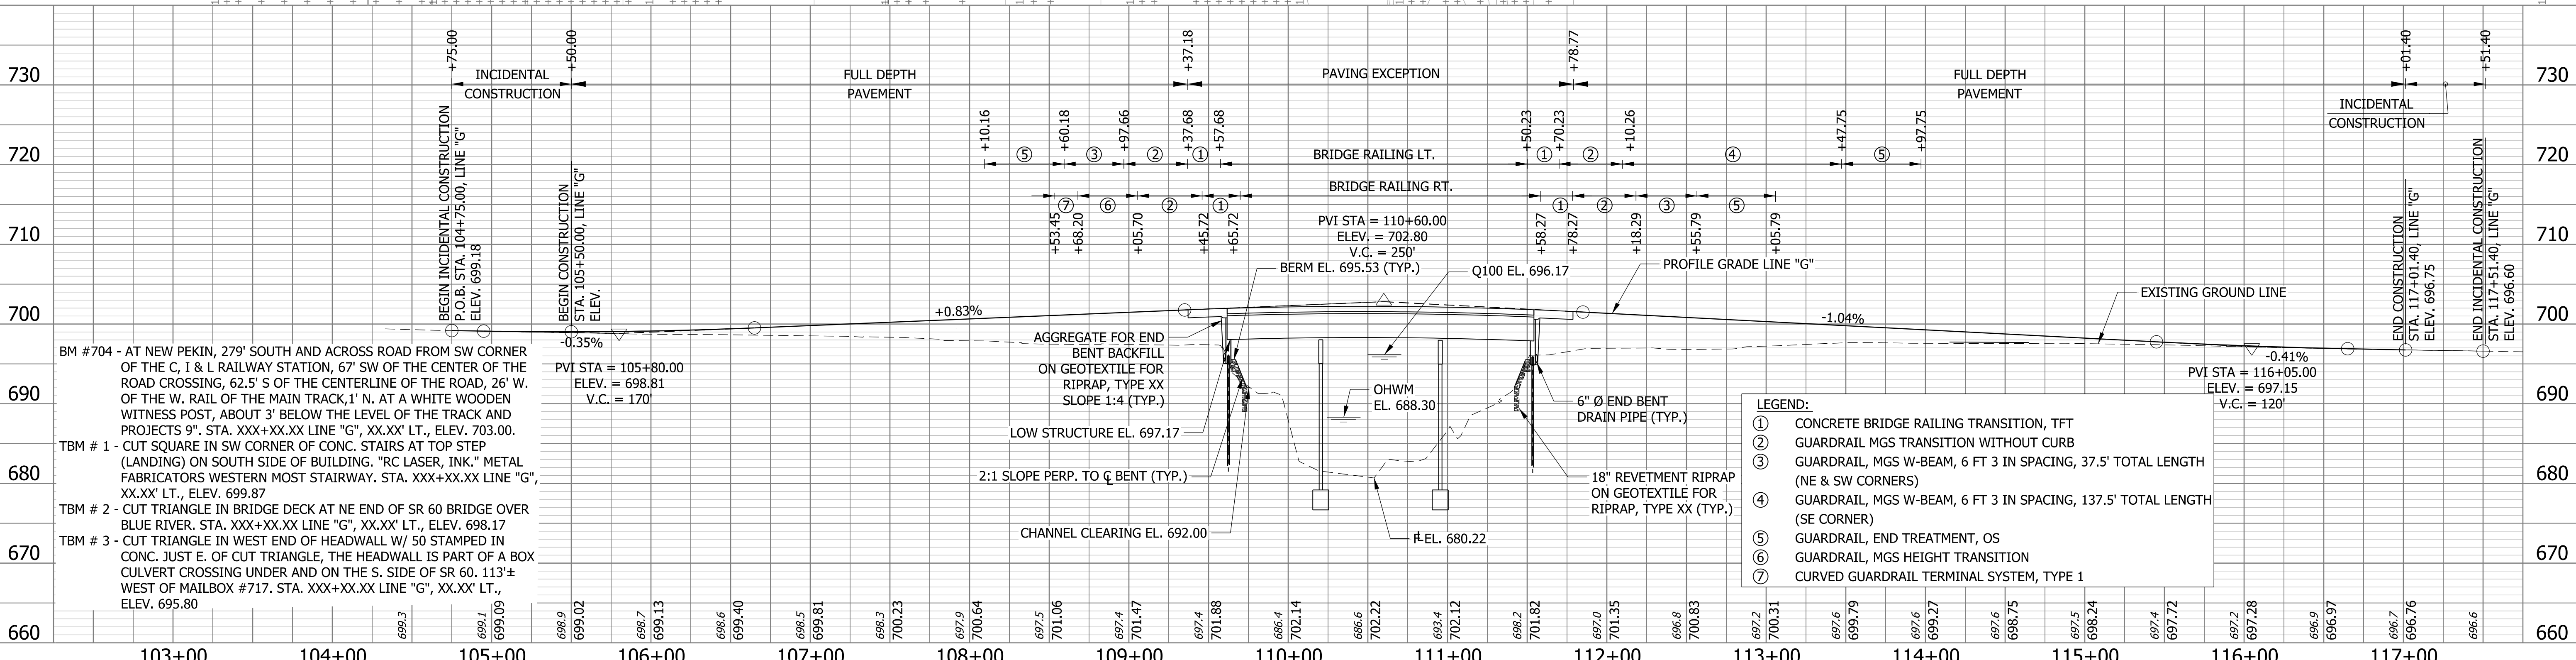 +75.00
+50.00
+37.18
+78.77
+01.40
+51.40
730
INCIDENTAL
CONSTRUCTION
FULL DEPTH
PAVEMENT
PAVING EXCEPTION
FULL DEPTH
PAVEMENT
INCIDENTAL
CONSTRUCTION
730
+10.16
+60.18
+97.66
+37.68
+57.68
+50.23
+70.23
+10.26
+47.75
+97.75
720
5
3
2
1
BRIDGE RAILING LT.
1
2
4
5
720
BRIDGE RAILING RT.
7
6
2
1
1
2
3
5
+53.45
+68.20
+05.70
+45.72
+65.72
+58.27
+78.27
+18.29
+55.79
+05.79
710
710
BEGIN INCIDENTAL CONSTRUCTION
P.O.B. STA. 104+75.00, LINE "G"
ELEV. 699.18
BEGIN CONSTRUCTION
STA. 105+50.00, LINE "G"
ELEV.
PVI STA = 110+60.00
ELEV. = 702.80
V.C. = 250'
BERM EL. 695.53 (TYP.)
Q100 EL. 696.17
PROFILE GRADE LINE "G"
EXISTING GROUND LINE
END CONSTRUCTION
STA. 117+01.40, LINE "G"
ELEV. 696.75
END INCIDENTAL CONSTRUCTION
STA. 117+51.40, LINE "G"
ELEV. 696.60
700
+0.83%
-1.04%
700
-0.35%
PVI STA = 105+80.00
ELEV. = 698.81
V.C. = 170'
-0.41%
PVI STA = 116+05.00
ELEV. = 697.15
V.C. = 120'
AGGREGATE FOR END
BENT BACKFILL
ON GEOTEXTILE FOR
RIPRAP, TYPE XX
SLOPE 1:4 (TYP.)
OHWM
EL. 688.30
6" Ø END BENT
DRAIN PIPE (TYP.)
LOW STRUCTURE EL. 697.17
2:1 SLOPE PERP. TO ℄ BENT (TYP.)
18" REVETMENT RIPRAP
ON GEOTEXTILE FOR
RIPRAP, TYPE XX (TYP.)
CHANNEL CLEARING EL. 692.00
EL. 680.22
690
680
670
660
BM #704 - AT NEW PEKIN, 279' SOUTH AND ACROSS ROAD FROM SW CORNER
OF THE C, I & L RAILWAY STATION, 67' SW OF THE CENTER OF THE
ROAD CROSSING, 62.5' S OF THE CENTERLINE OF THE ROAD, 26' W.
OF THE W. RAIL OF THE MAIN TRACK,1' N. AT A WHITE WOODEN
WITNESS POST, ABOUT 3' BELOW THE LEVEL OF THE TRACK AND
PROJECTS 9". STA. XXX+XX.XX LINE "G", XX.XX' LT., ELEV. 703.00.
TBM # 1 - CUT SQUARE IN SW CORNER OF CONC. STAIRS AT TOP STEP
(LANDING) ON SOUTH SIDE OF BUILDING. "RC LASER, INK." METAL
FABRICATORS WESTERN MOST STAIRWAY. STA. XXX+XX.XX LINE "G",
XX.XX' LT., ELEV. 699.87
TBM # 2 - CUT TRIANGLE IN BRIDGE DECK AT NE END OF SR 60 BRIDGE OVER
BLUE RIVER. STA. XXX+XX.XX LINE "G", XX.XX' LT., ELEV. 698.17
TBM # 3 - CUT TRIANGLE IN WEST END OF HEADWALL W/ 50 STAMPED IN
CONC. JUST E. OF CUT TRIANGLE, THE HEADWALL IS PART OF A BOX
CULVERT CROSSING UNDER AND ON THE S. SIDE OF SR 60. 113'±
WEST OF MAILBOX #717. STA. XXX+XX.XX LINE "G", XX.XX' LT.,
ELEV. 695.80
LEGEND:
1 CONCRETE BRIDGE RAILING TRANSITION, TFT
2 GUARDRAIL MGS TRANSITION WITHOUT CURB
3 GUARDRAIL, MGS W-BEAM, 6 FT 3 IN SPACING, 37.5' TOTAL LENGTH
(NE & SW CORNERS)
4 GUARDRAIL, MGS W-BEAM, 6 FT 3 IN SPACING, 137.5' TOTAL LENGTH
(SE CORNER)
5 GUARDRAIL, END TREATMENT, OS
6 GUARDRAIL, MGS HEIGHT TRANSITION
7 CURVED GUARDRAIL TERMINAL SYSTEM, TYPE 1
690
680
670
660
699.3
699.1 699.09
698.9 699.02
698.7 699.13
698.6 699.40
698.5 699.81
698.3 700.23
697.9 700.64
697.5 701.06
697.4 701.47
697.4 701.88
686.4 702.14
686.6 702.22
693.4 702.12
698.2 701.82
697.0 701.35
696.8 700.83
697.2 700.31
697.6 699.79
697.6 699.27
697.6 698.75
697.5 698.24
697.4 697.72
697.2 697.28
696.9 696.97
696.7 696.76
696.6
103+00 104+00 105+00 106+00 107+00 108+00 109+00 110+00 111+00 112+00 113+00 114+00 115+00 116+00 117+00